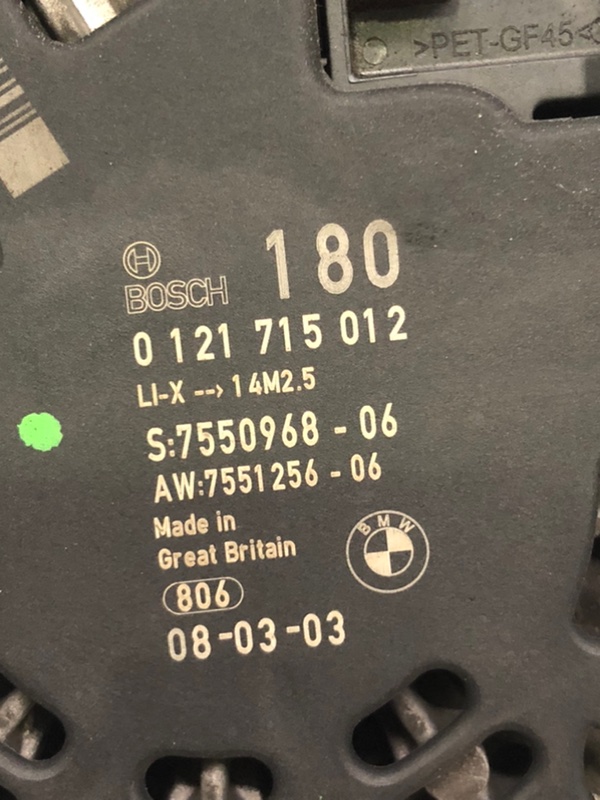 >PET-GF45<
BOSCH 180
0 121 715 012
LI-X --> 14M2.5
S:7550968 - 06
AW:7551256 - 06
Made in
Great Britain
BMW
806
08-03-03